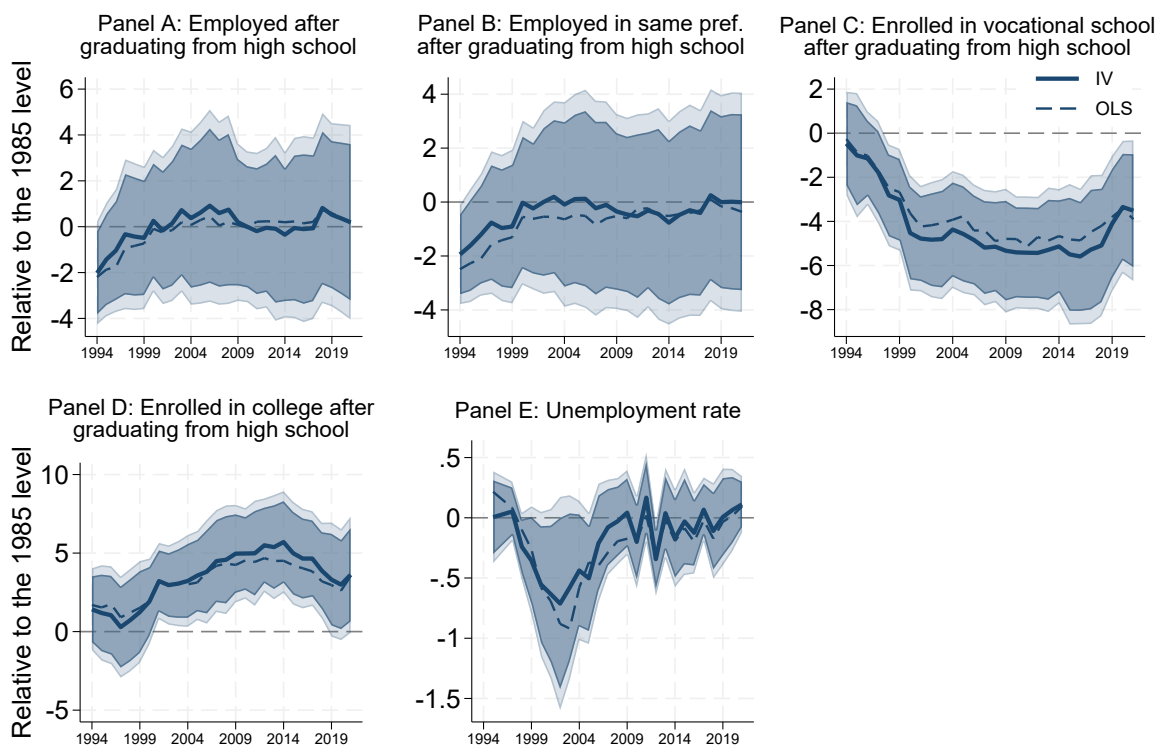 Panel A: Employed after
graduating from high school
Panel B: Employed in same pref.
after graduating from high school
Panel C: Enrolled in vocational school
after graduating from high school
Relative to the 1985 level
6
4
2
0
-2
-4
1994 1999 2004 2009 2014 2019
4
2
0
-2
-4
1994 1999 2004 2009 2014 2019
IV
OLS
2
0
-2
-4
-6
-8
1994 1999 2004 2009 2014 2019
Panel D: Enrolled in college after
graduating from high school
Panel E: Unemployment rate
Relative to the 1985 level
10
5
0
-5
1994 1999 2004 2009 2014 2019
.5
0
-.5
-1
-1.5
1994 1999 2004 2009 2014 2019